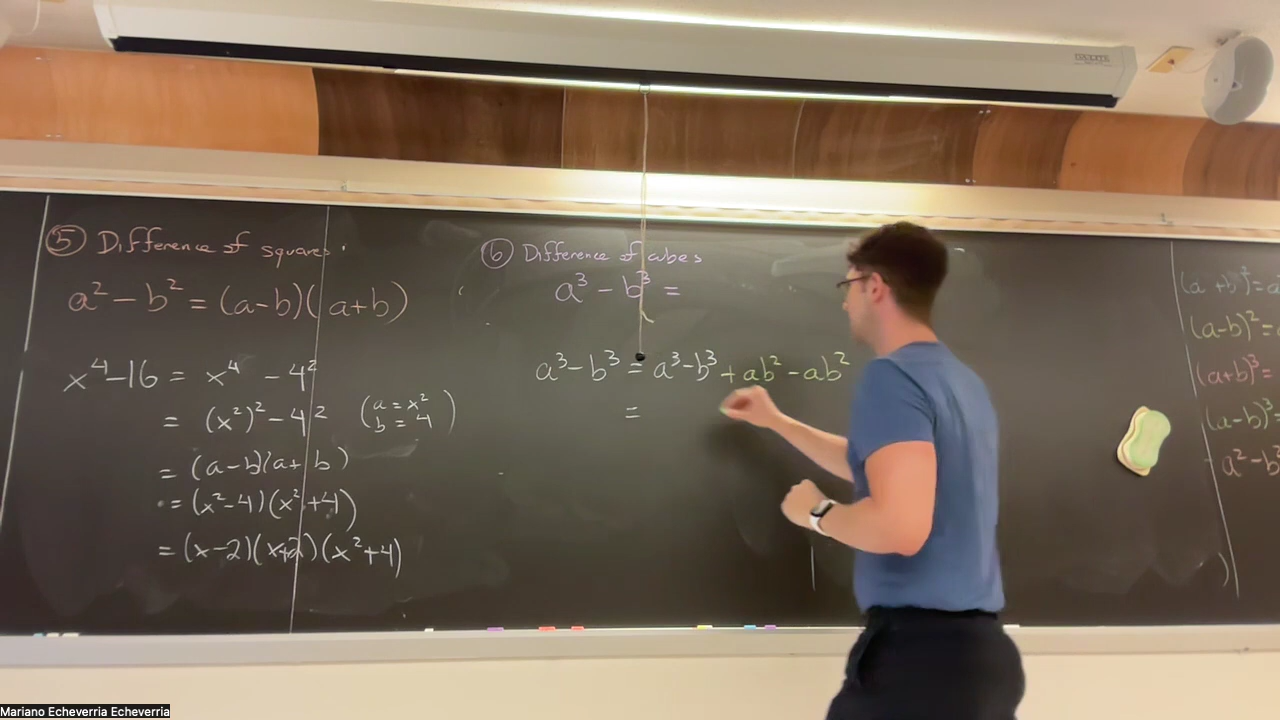 ⑤ Difference of squares.
a² - b² = (a-b)(a+b)
x⁴-16 = x⁴ - 4²
= (x²)² - 4² (a = x²
b = 4)
= (a-b)(a+b)
= (x²-4)(x²+4)
= (x-2)(x+2)(x²+4)
⑥ Difference of cubes
a³ - b³ =
a³-b³ = a³-b³ + ab² - ab²
=
(a+b)² = a
(a-b)² =
(a+b)³ =
(a-b)³ =
a² - b²
Mariano Echeverria Echeverria